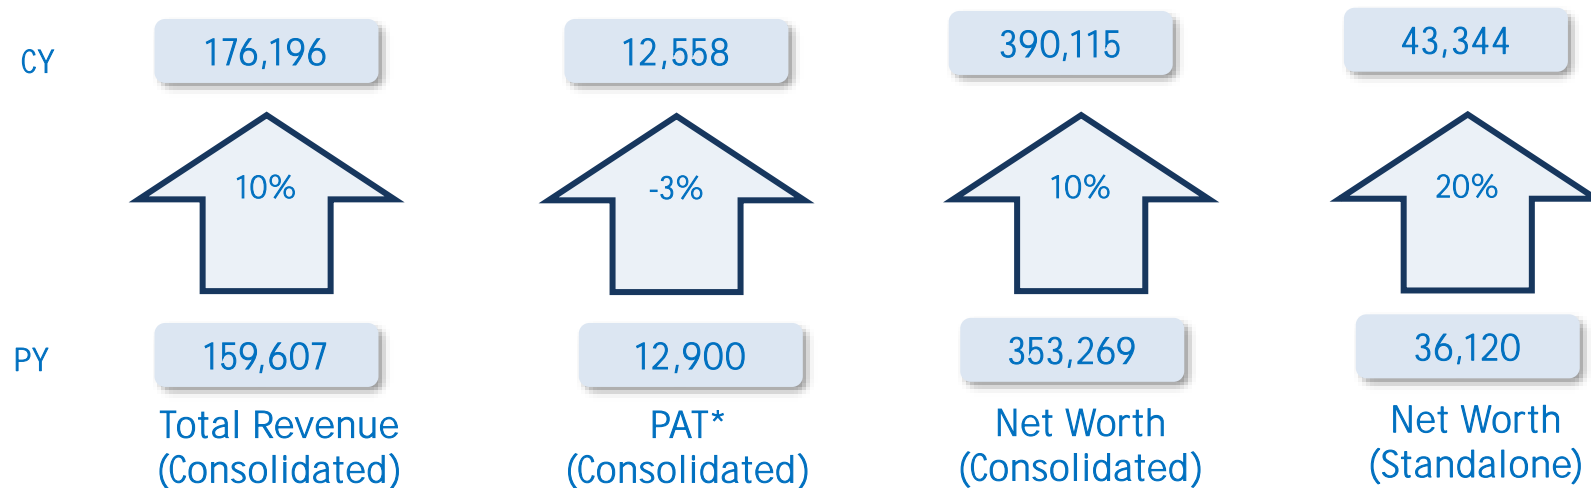 CY
176,196
12,558
390,115
43,344
10%
-3%
10%
20%
PY
159,607
12,900
353,269
36,120
Total Revenue
(Consolidated)
PAT*
(Consolidated)
Net Worth
(Consolidated)
Net Worth
(Standalone)